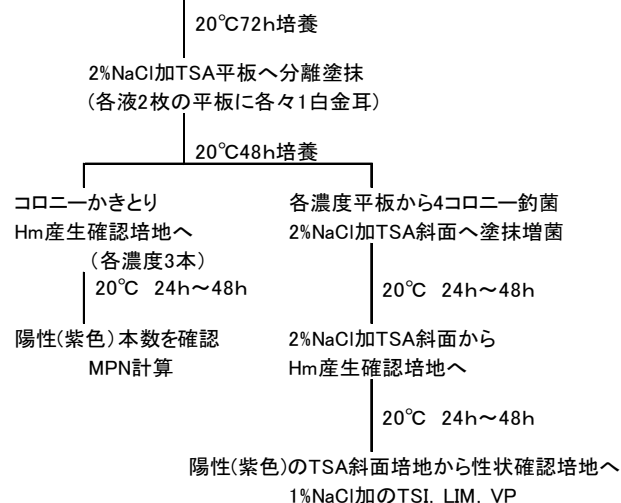 20℃72h培養
2%NaCl加TSA平板へ分離塗抹
(各液2枚の平板に各々1白金耳)
20℃48h培養
コロニーかきとり
Hm産生確認培地へ
(各濃度3本)
20℃ 24h～48h
陽性(紫色)本数を確認
MPN計算
各濃度平板から4コロニー釣菌
2%NaCl加TSA斜面へ塗抹増菌
20℃ 24h～48h
2%NaCl加TSA斜面から
Hm産生確認培地へ
20℃ 24h～48h
陽性(紫色)のTSA斜面培地から性状確認培地へ
1%NaCl加のTSI, LIM, VP